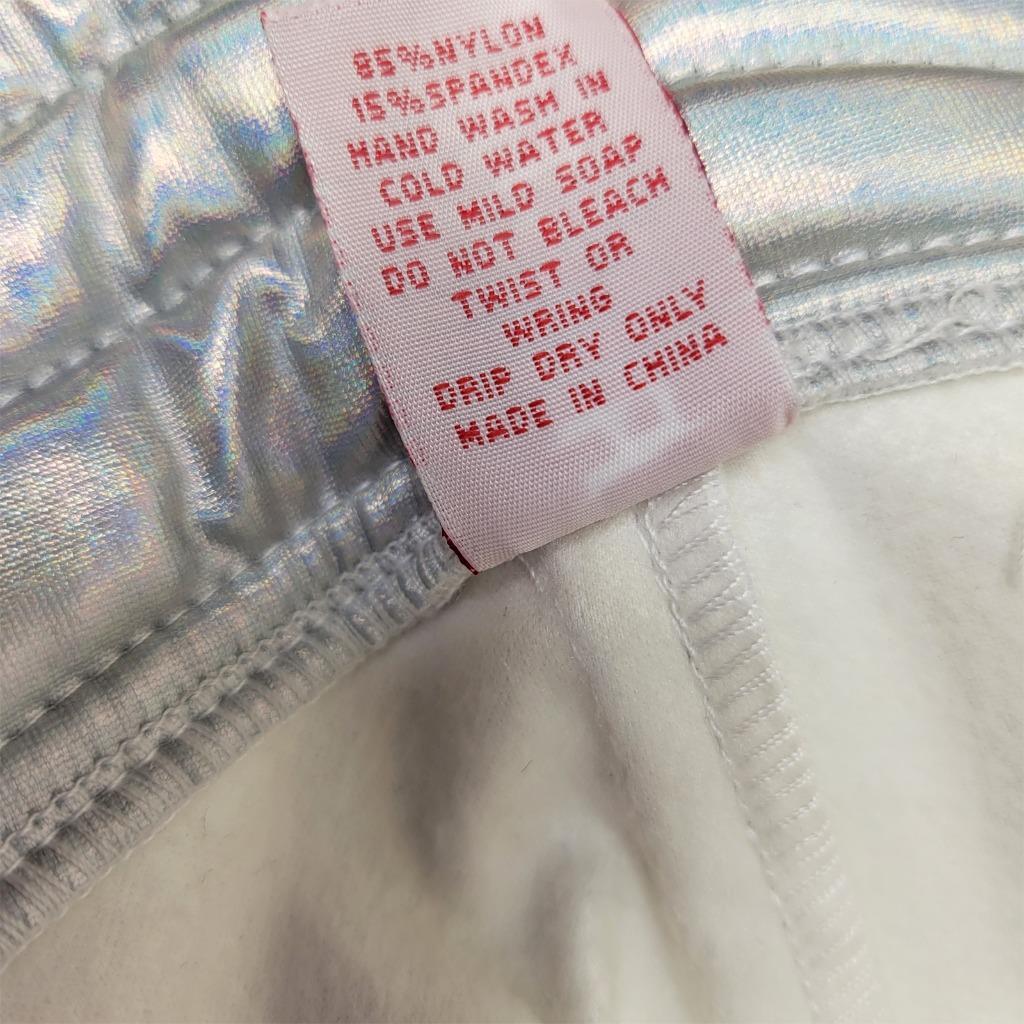 85%NYLON
15%SPANDEX
HAND WASH IN
COLD WATER
USE MILD SOAP
DO NOT BLEACH
TWIST OR
WRING
DRIP DRY ONLY
MADE IN CHINA